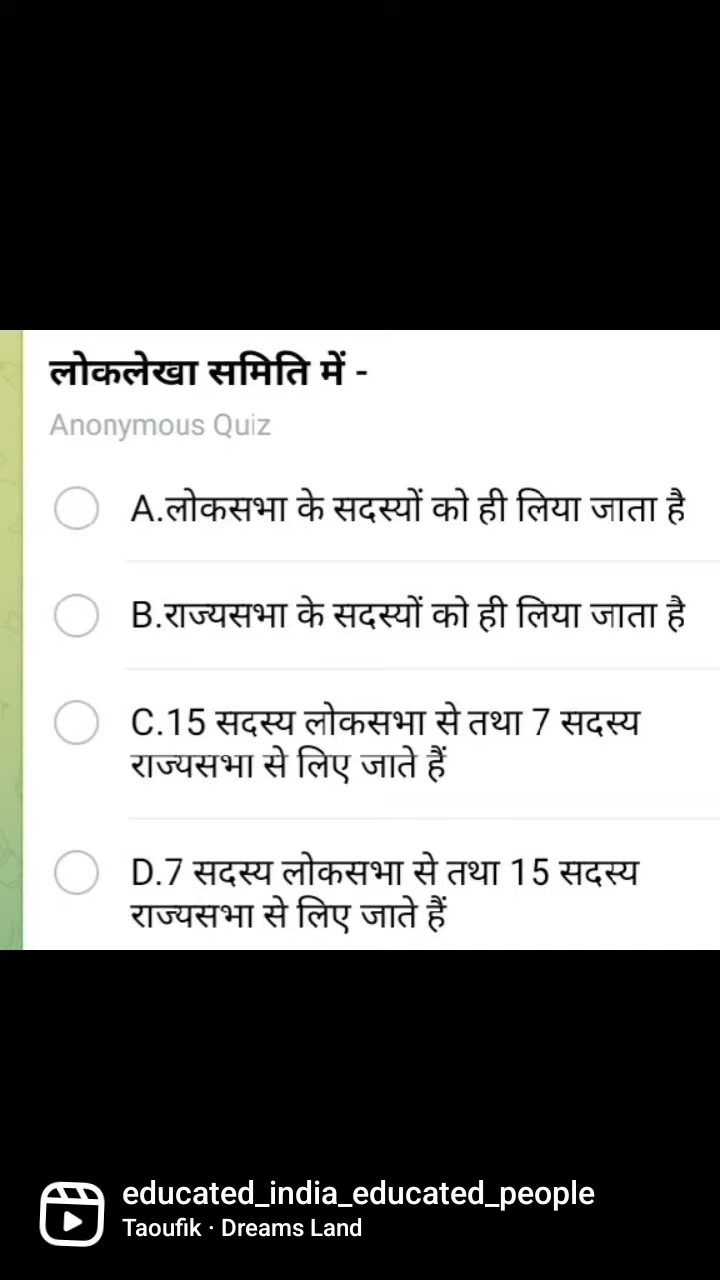 लोकलेखा समिति में -
Anonymous Quiz
A.लोकसभा के सदस्यों को ही लिया जाता है
B.राज्यसभा के सदस्यों को ही लिया जाता है
C.15 सदस्य लोकसभा से तथा 7 सदस्य
राज्यसभा से लिए जाते हैं
D.7 सदस्य लोकसभा से तथा 15 सदस्य
राज्यसभा से लिए जाते हैं
educated_india_educated_people
Taoufik · Dreams Land